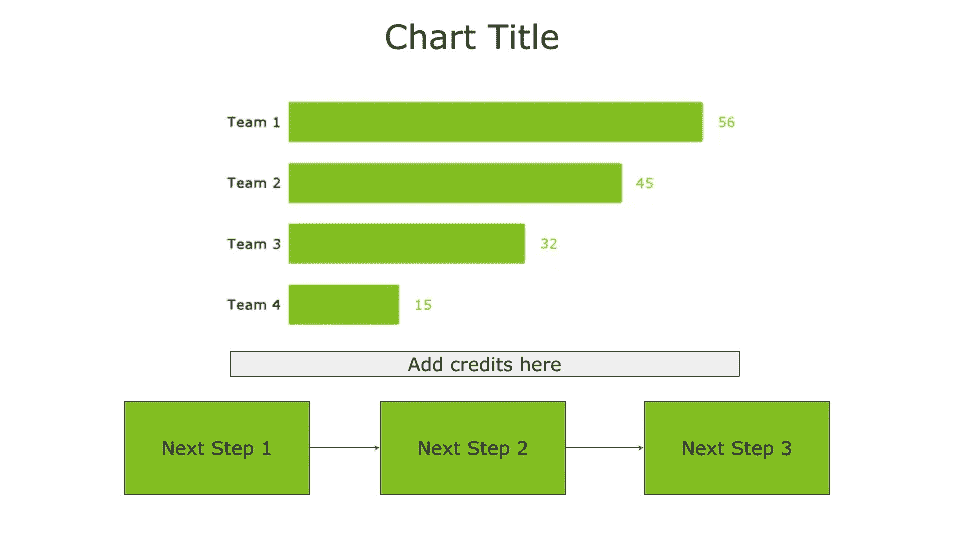 Chart Title
Team 1 56
Team 2 45
Team 3 32
Team 4 15
Add credits here
Next Step 1 Next Step 2 Next Step 3